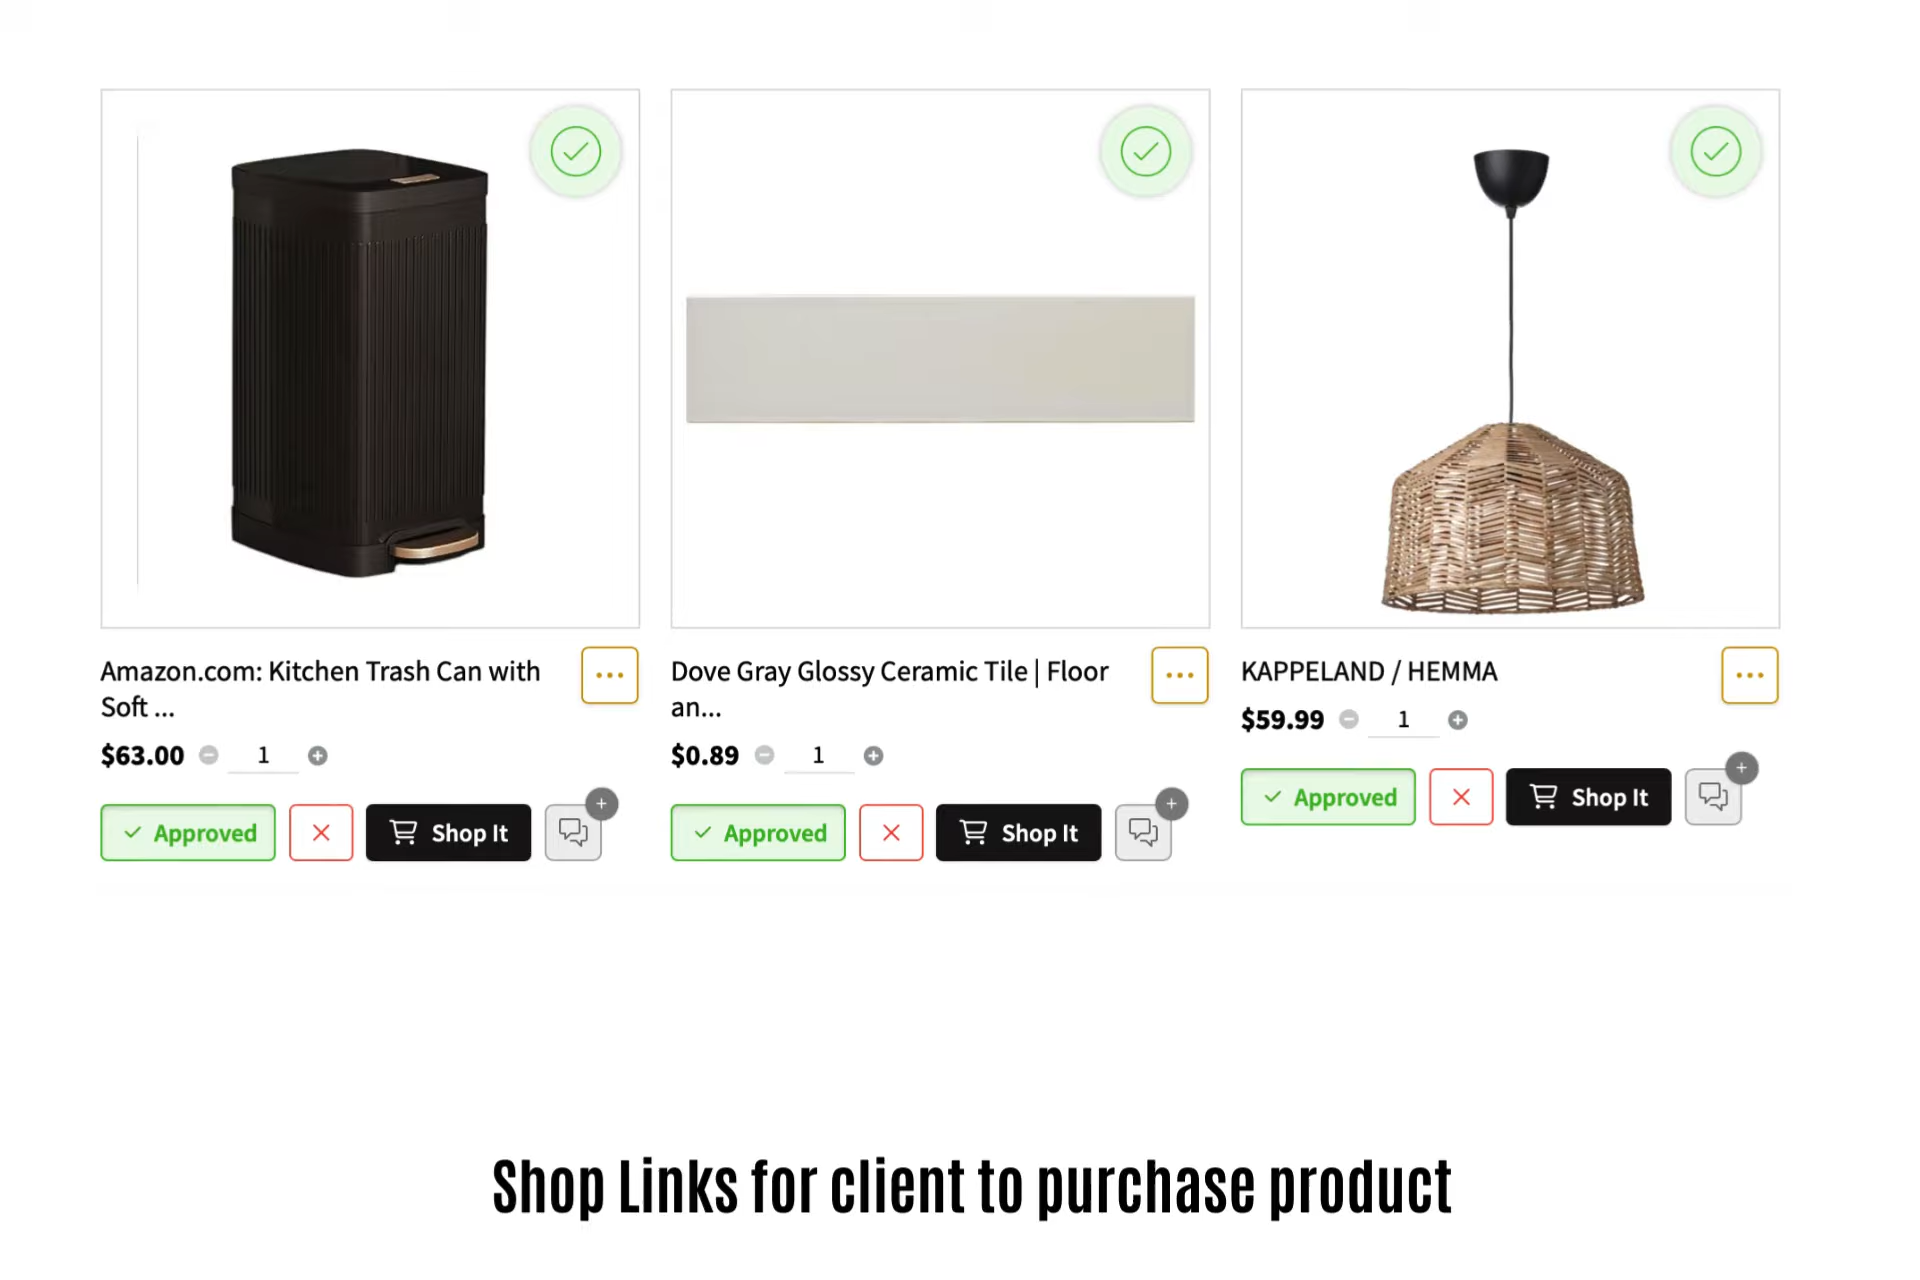 Amazon.com: Kitchen Trash Can with
Soft ...
$63.00 1
Approved Shop It
Dove Gray Glossy Ceramic Tile | Floor
an...
$0.89 1
Approved Shop It
KAPPELAND / HEMMA
$59.99 1
Approved Shop It
Shop Links for client to purchase product